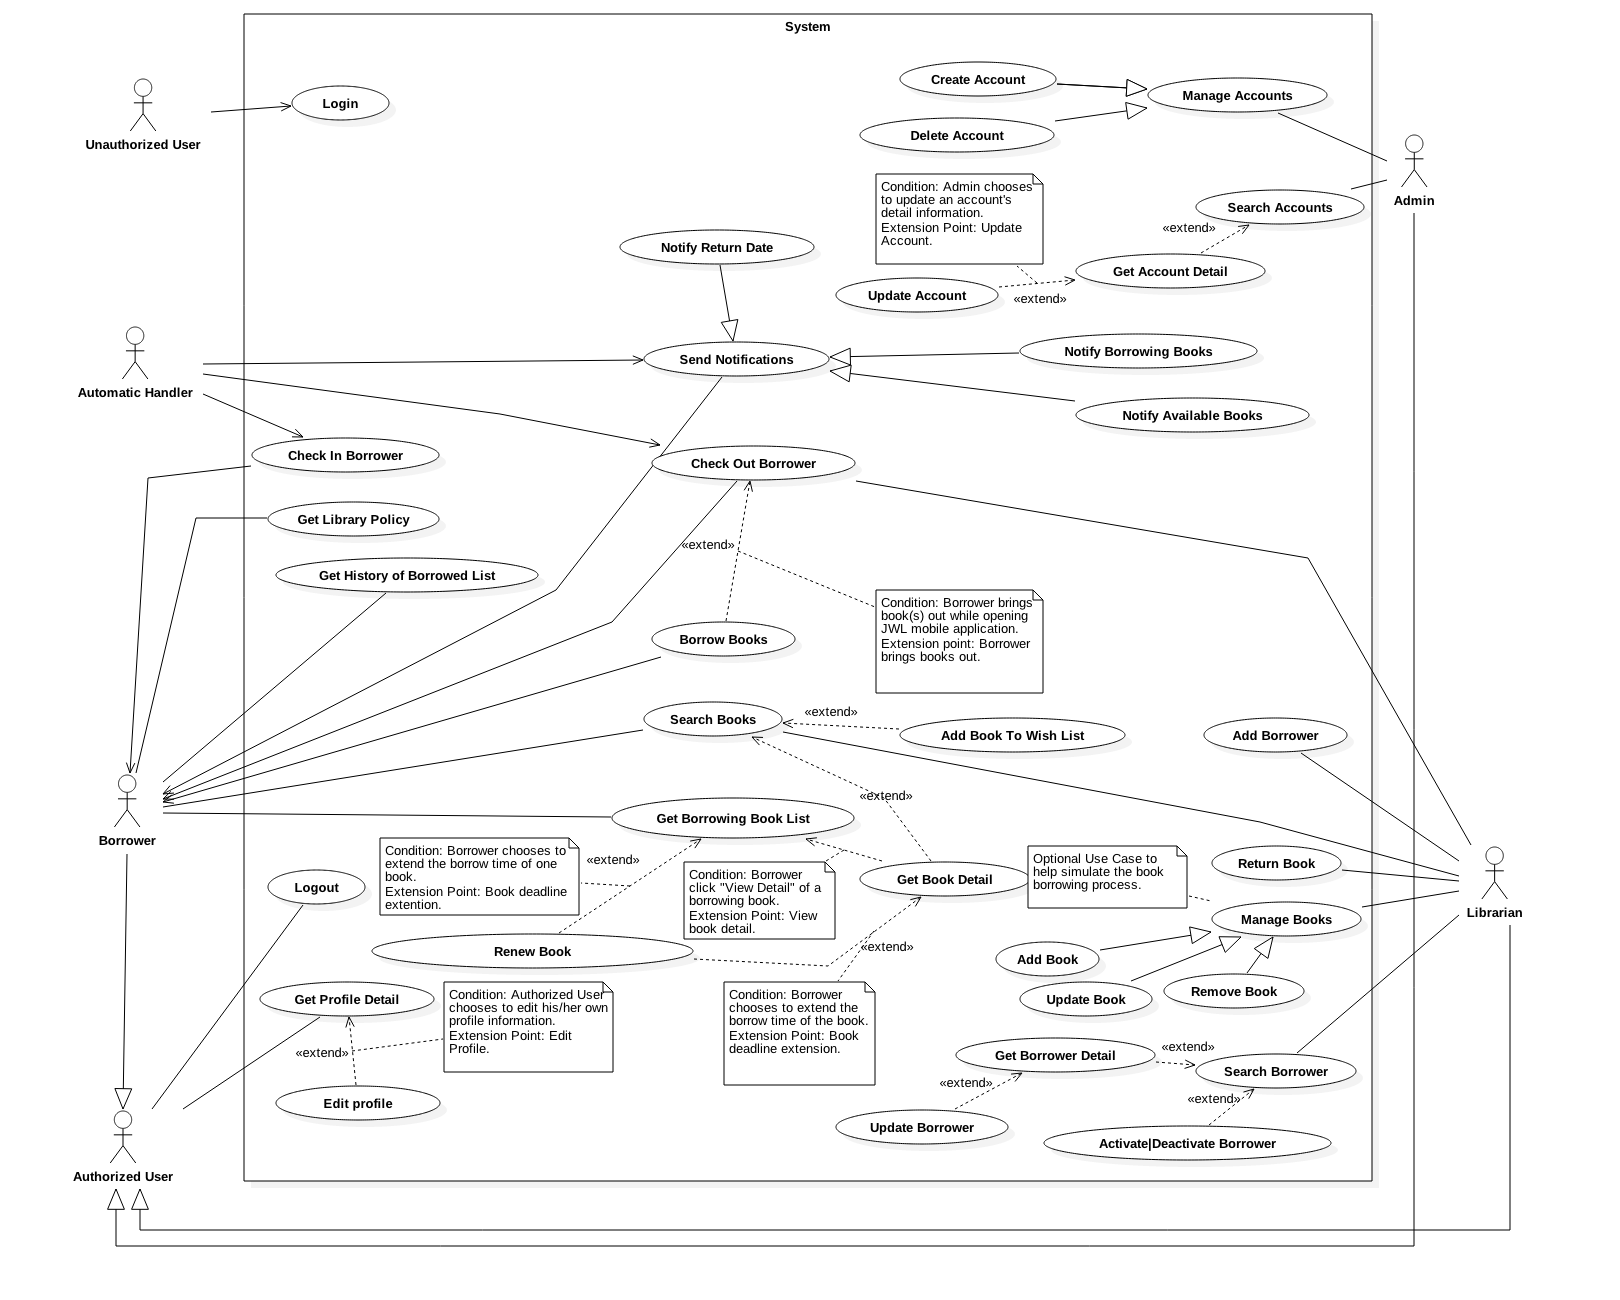 System
Create Account
Manage Accounts
Login
Unauthorized User
Delete Account
Condition: Admin chooses
to update an account's
detail information.
Extension Point: Update
Account.
Admin
Search Accounts
«extend»
Notify Return Date
Get Account Detail
Update Account
«extend»
Send Notifications
Notify Borrowing Books
Automatic Handler
Notify Available Books
Check In Borrower
Check Out Borrower
Get Library Policy
«extend»
Get History of Borrowed List
Condition: Borrower brings
book(s) out while opening
JWL mobile application.
Extension point: Borrower
brings books out.
Borrow Books
Search Books
«extend»
Add Book To Wish List
Add Borrower
«extend»
Get Borrowing Book List
Borrower
Condition: Borrower chooses to
extend the borrow time of one
book.
Extension Point: Book deadline
extention.
«extend»
Condition: Borrower
click "View Detail" of a
borrowing book.
Extension Point: View
book detail.
Get Book Detail
Optional Use Case to
help simulate the book
borrowing process.
Return Book
Logout
Manage Books
Librarian
Renew Book
«extend»
Add Book
Update Book
Remove Book
Get Profile Detail
Condition: Authorized User
chooses to edit his/her own
profile information.
Extension Point: Edit
Profile.
Condition: Borrower
chooses to extend the
borrow time of the book.
Extension Point: Book
deadline extension.
«extend»
Get Borrower Detail
«extend»
Search Borrower
«extend»
«extend»
Edit profile
Update Borrower
Activate|Deactivate Borrower
Authorized User